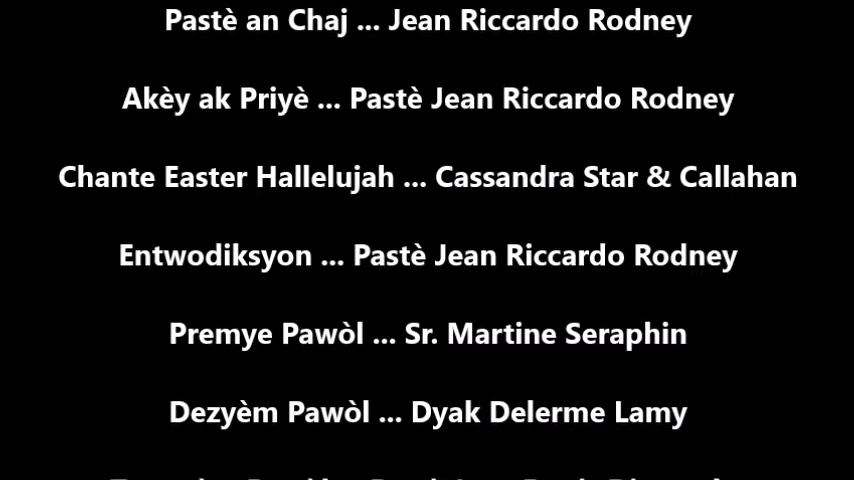 Pastè an Chaj ... Jean Riccardo Rodney
Akèy ak Priyè ... Pastè Jean Riccardo Rodney
Chante Easter Hallelujah ... Cassandra Star & Callahan
Entwodiksyon ... Pastè Jean Riccardo Rodney
Premye Pawòl ... Sr. Martine Seraphin
Dezyèm Pawòl ... Dyak Delerme Lamy